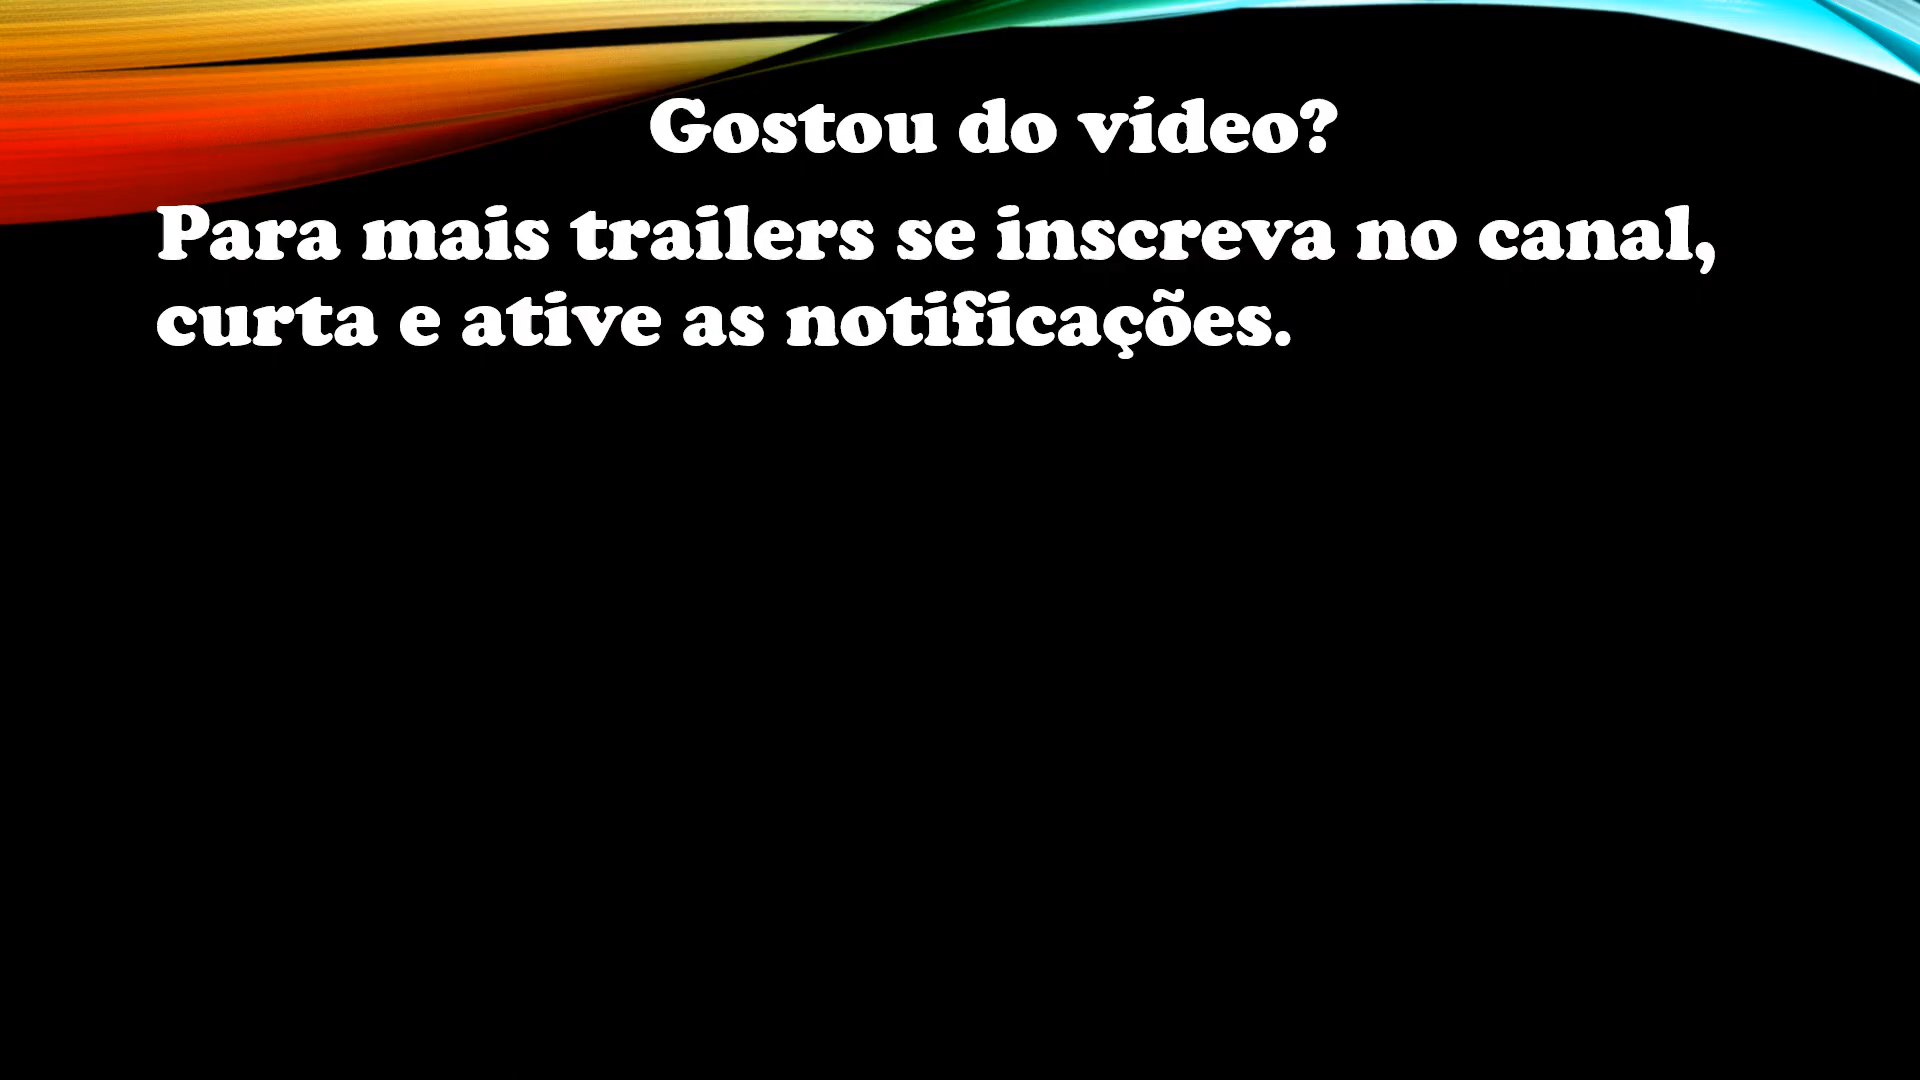 Gostou do vídeo?
Para mais trailers se inscreva no canal,
curta e ative as notificações.